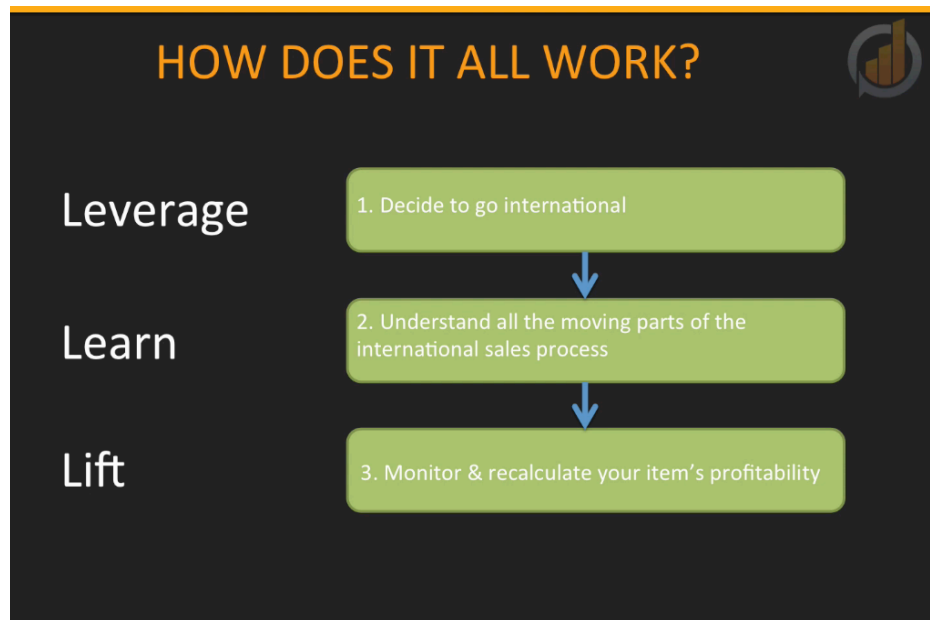 HOW DOES IT ALL WORK?
Leverage
1. Decide to go international
Learn
2. Understand all the moving parts of the
international sales process
Lift
3. Monitor & recalculate your item’s profitability